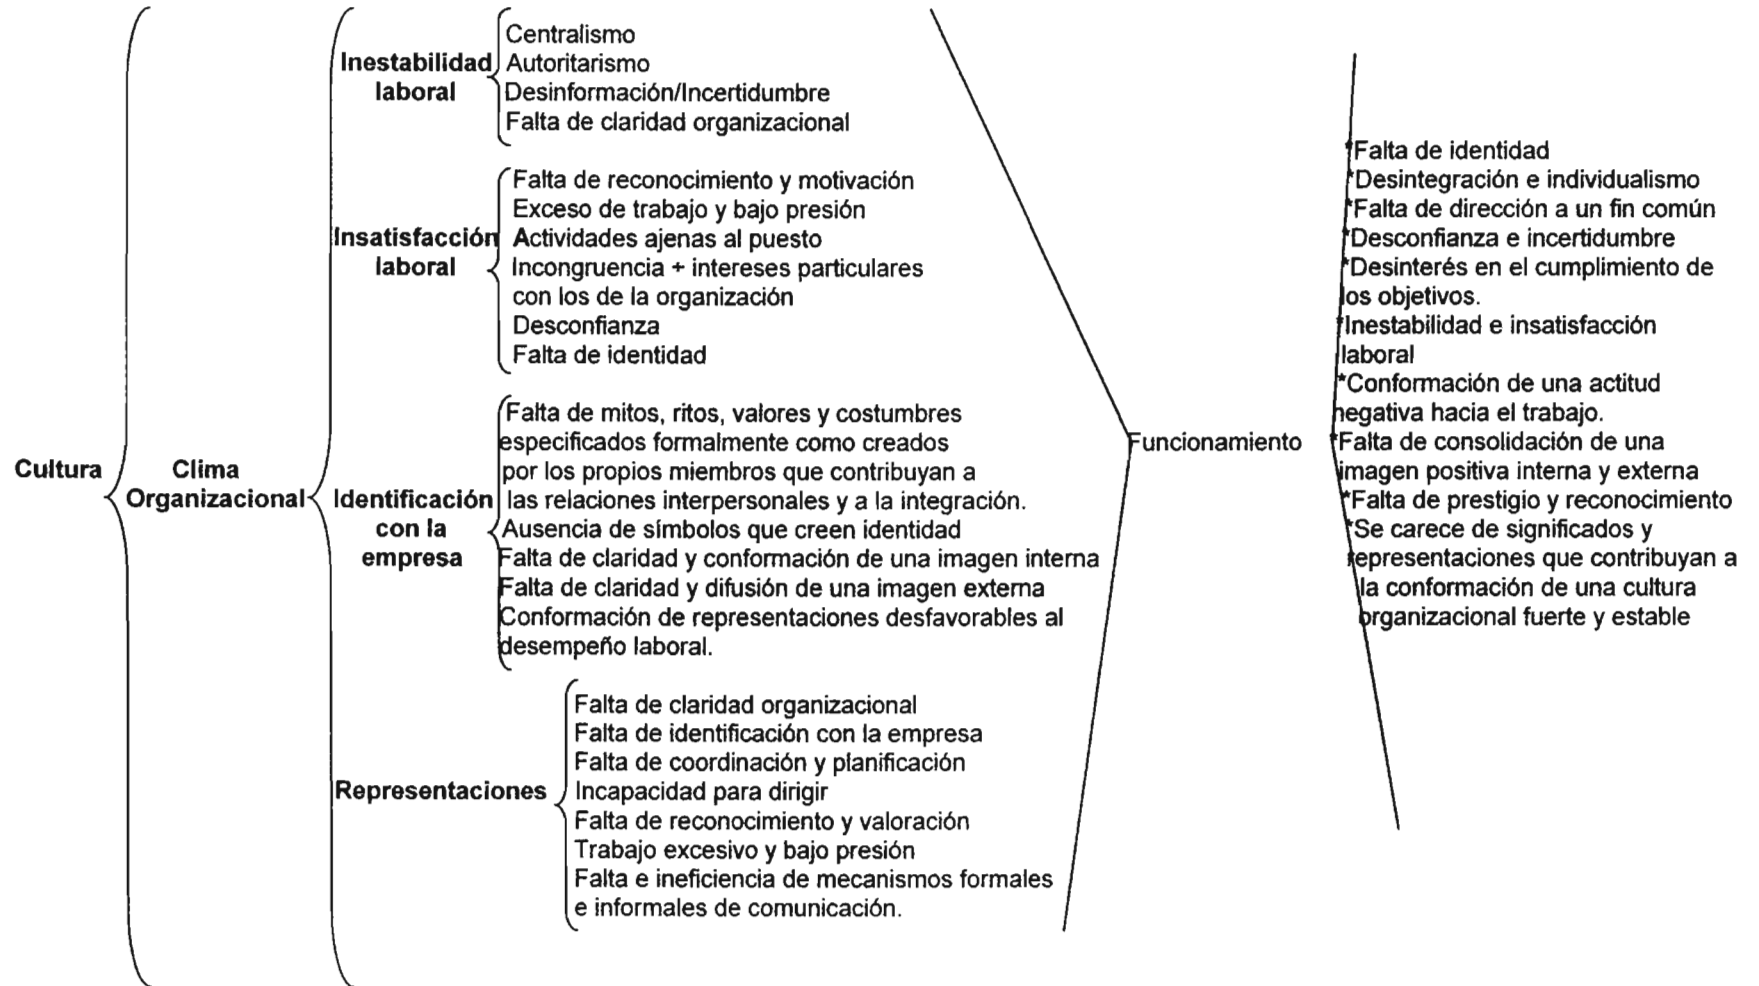 Cultura
Clima
Organizacional
Inestabilidad
laboral
Centralismo
Autoritarismo
Desinformación/Incertidumbre
Falta de claridad organizacional
Insatisfacción
laboral
Falta de reconocimiento y motivación
Exceso de trabajo y bajo presión
Actividades ajenas al puesto
Incongruencia + intereses particulares
con los de la organización
Desconfianza
Falta de identidad
Identificación
con la
empresa
Falta de mitos, ritos, valores y costumbres
especificados formalmente como creados
por los propios miembros que contribuyan a
las relaciones interpersonales y a la integración.
Ausencia de símbolos que creen identidad
Falta de claridad y conformación de una imagen interna
Falta de claridad y difusión de una imagen externa
Conformación de representaciones desfavorables al
desempeño laboral.
Representaciones
Falta de claridad organizacional
Falta de identificación con la empresa
Falta de coordinación y planificación
Incapacidad para dirigir
Falta de reconocimiento y valoración
Trabajo excesivo y bajo presión
Falta e ineficiencia de mecanismos formales
e informales de comunicación.
Funcionamiento
*Falta de identidad
*Desintegración e individualismo
*Falta de dirección a un fin común
*Desconfianza e incertidumbre
*Desinterés en el cumplimiento de
los objetivos.
*Inestabilidad e insatisfacción
laboral
*Conformación de una actitud
negativa hacia el trabajo.
*Falta de consolidación de una
imagen positiva interna y externa
*Falta de prestigio y reconocimiento
*Se carece de significados y
representaciones que contribuyan a
la conformación de una cultura
organizacional fuerte y estable